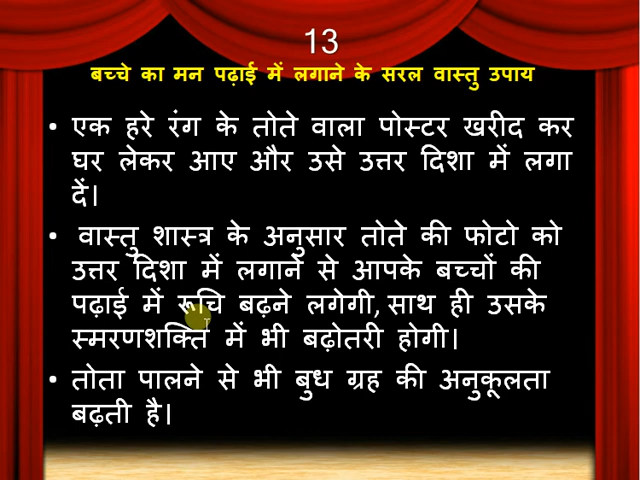 13
बच्चे का मन पढ़ाई में लगाने के सरल वास्तु उपाय
• एक हरे रंग के तोते वाला पोस्टर खरीद कर
घर लेकर आए और उसे उत्तर दिशा में लगा
दें।
• वास्तु शास्त्र के अनुसार तोते की फोटो को
उत्तर दिशा में लगाने से आपके बच्चों की
पढ़ाई में रूचि बढ़ने लगेगी, साथ ही उसके
स्मरणशक्ति में भी बढ़ोतरी होगी।
• तोता पालने से भी बुध ग्रह की अनुकूलता
बढ़ती है।